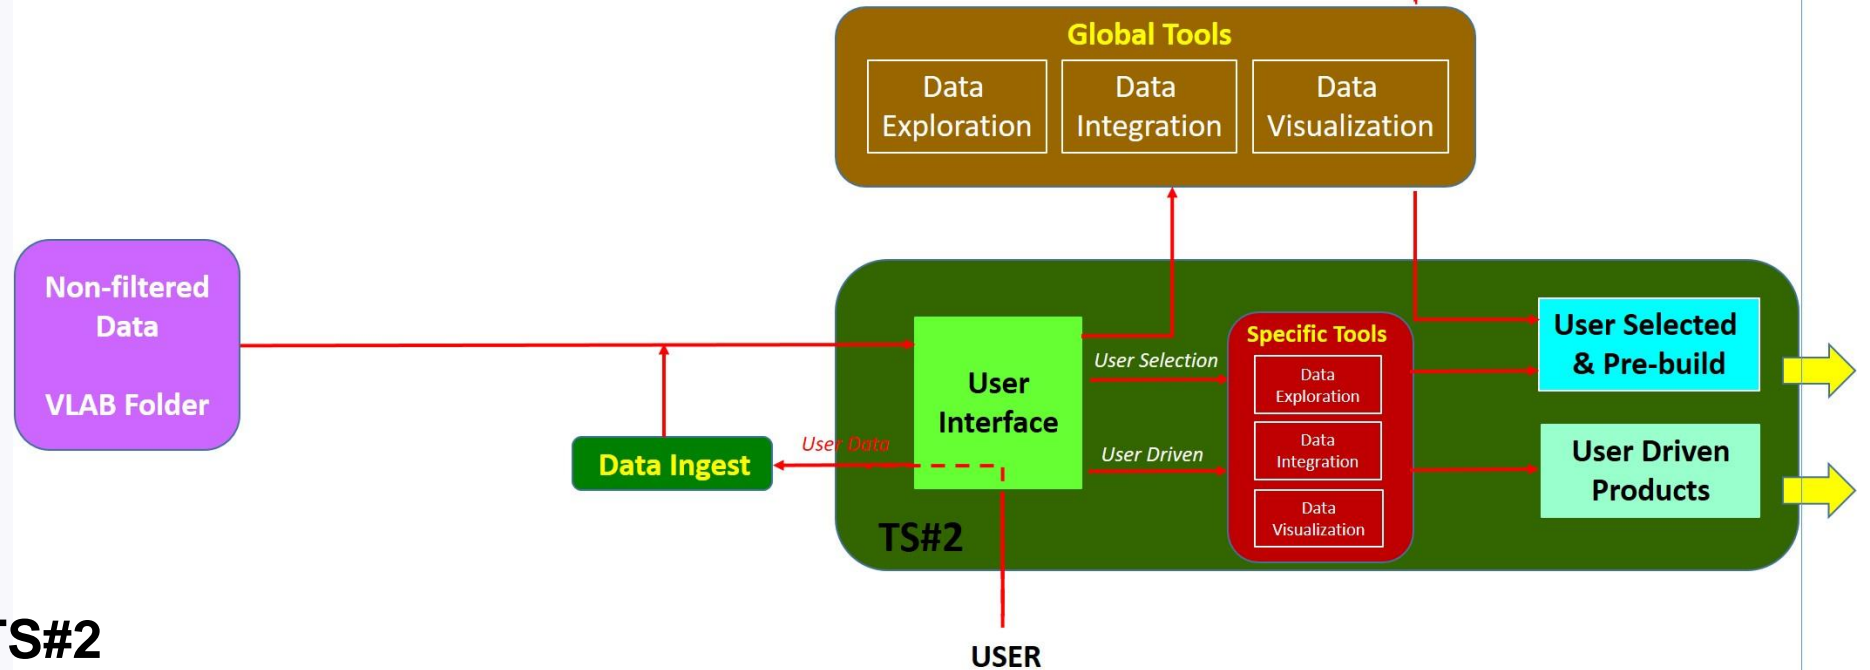 Global Tools
Data
Exploration
Data
Integration
Data
Visualization
Non-filtered
Data
VLAB Folder
Data Ingest
User Data
User
Interface
User Selection
User Driven
Specific Tools
Data
Exploration
Data
Integration
Data
Visualization
User Selected
& Pre-build
User Driven
Products
TS#2
USER
TS#2